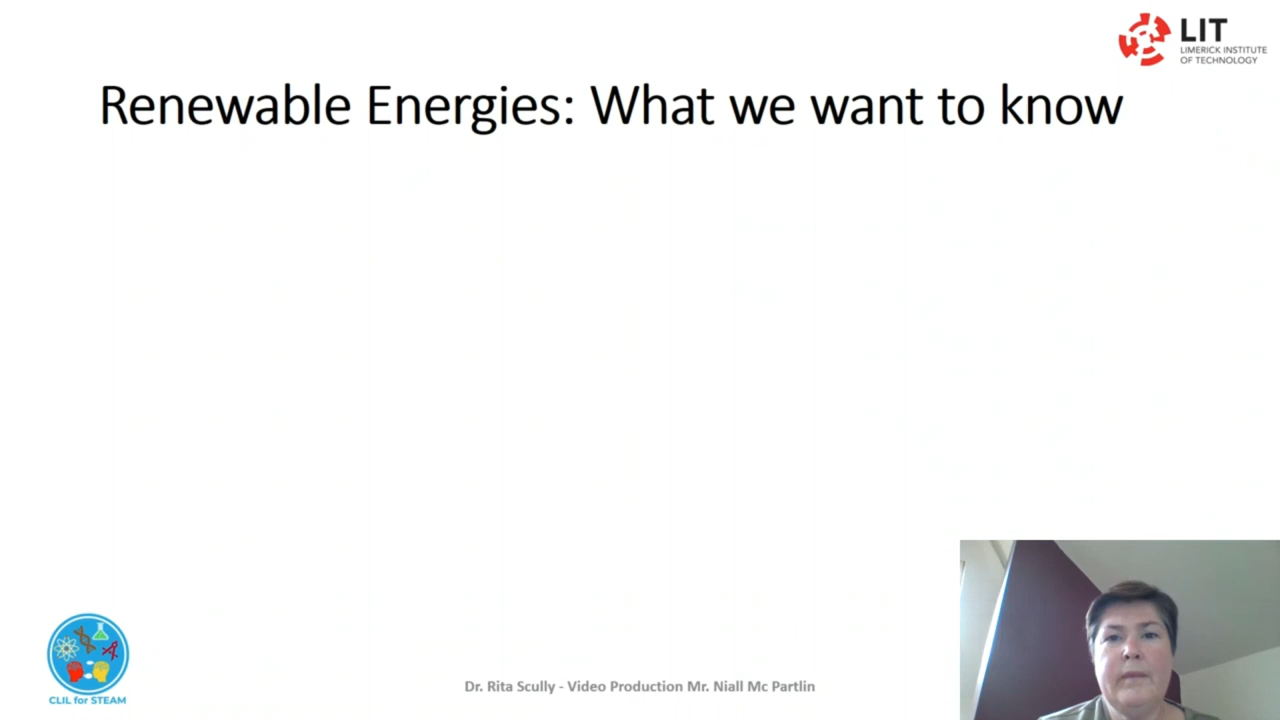 LIT
LIMERICK INSTITUTE
OF TECHNOLOGY
Renewable Energies: What we want to know
CLIL for STEAM
Dr. Rita Scully - Video Production Mr. Niall Mc Partlin